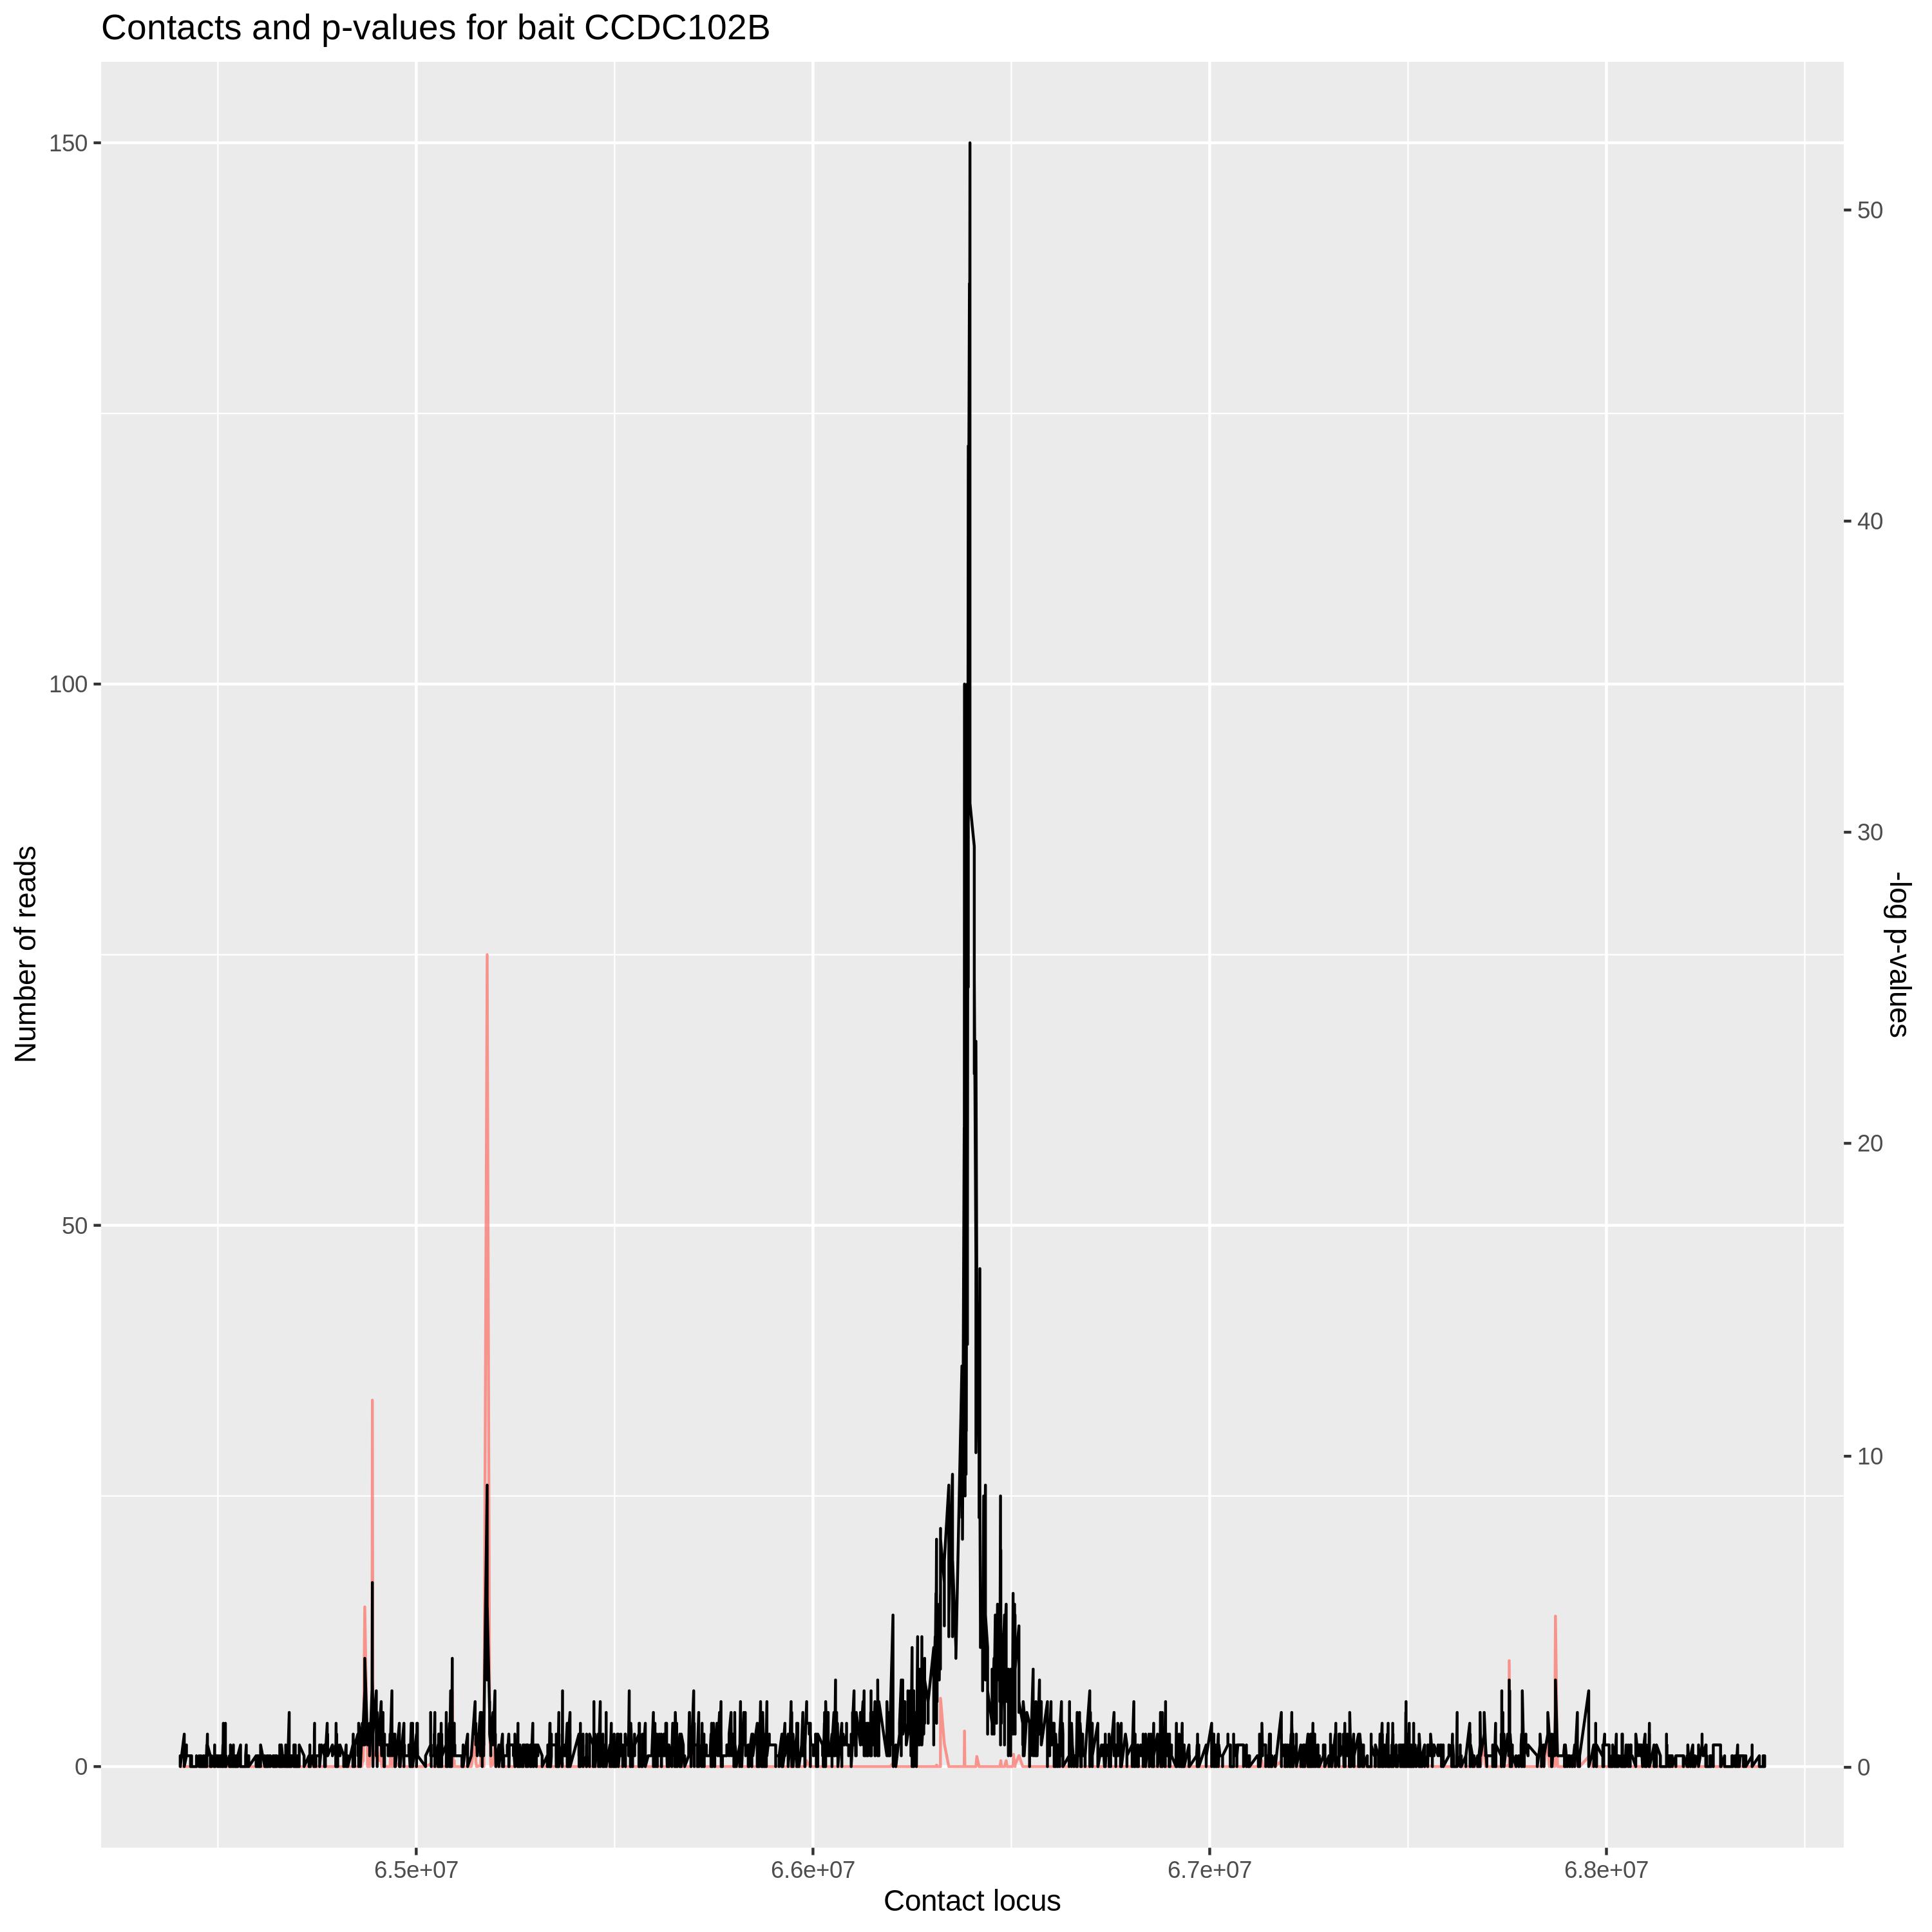 Contacts and p-values for bait CCDC102B
150
100
50
0
Number of reads
50
40
30
20
10
0
-log p-values
6.5e+07
6.6e+07
6.7e+07
6.8e+07
Contact locus